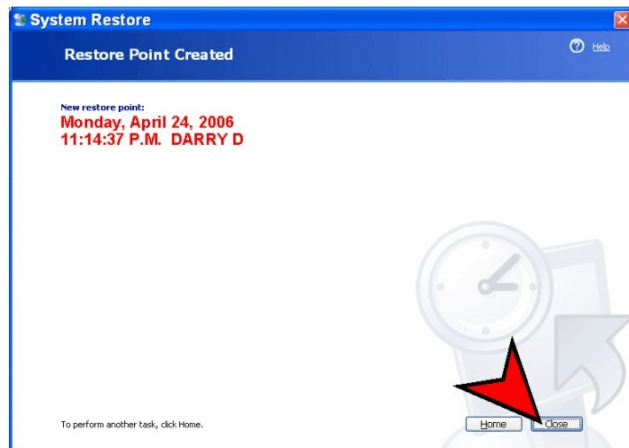 System Restore
Restore Point Created
Help
New restore point:
Monday, April 24, 2006
11:14:37 P.M. DARRY D
To perform another task, click Home.
Home
Close